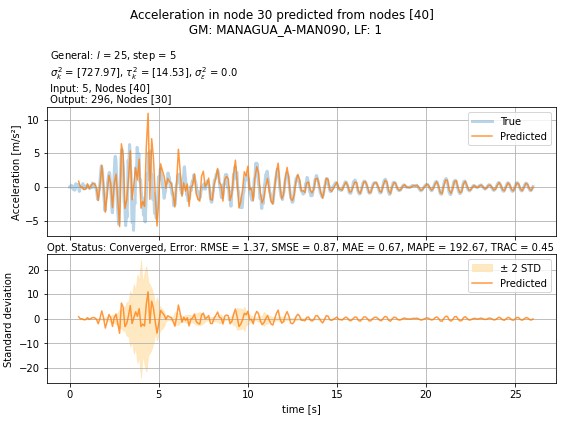 Acceleration in node 30 predicted from nodes [40]
GM: MANAGUA_A-MAN090, LF: 1
General: l = 25, step = 5
σ²ₖ = [727.97], τ²ₖ = [14.53], σ²ε = 0.0
Input: 5, Nodes [40]
Output: 296, Nodes [30]
Acceleration [m/s²]
10
5
0
−5
True
Predicted
Opt. Status: Converged, Error: RMSE = 1.37, SMSE = 0.87, MAE = 0.67, MAPE = 192.67, TRAC = 0.45
Standard deviation
20
10
0
−10
−20
± 2 STD
Predicted
0
5
10
15
20
25
time [s]